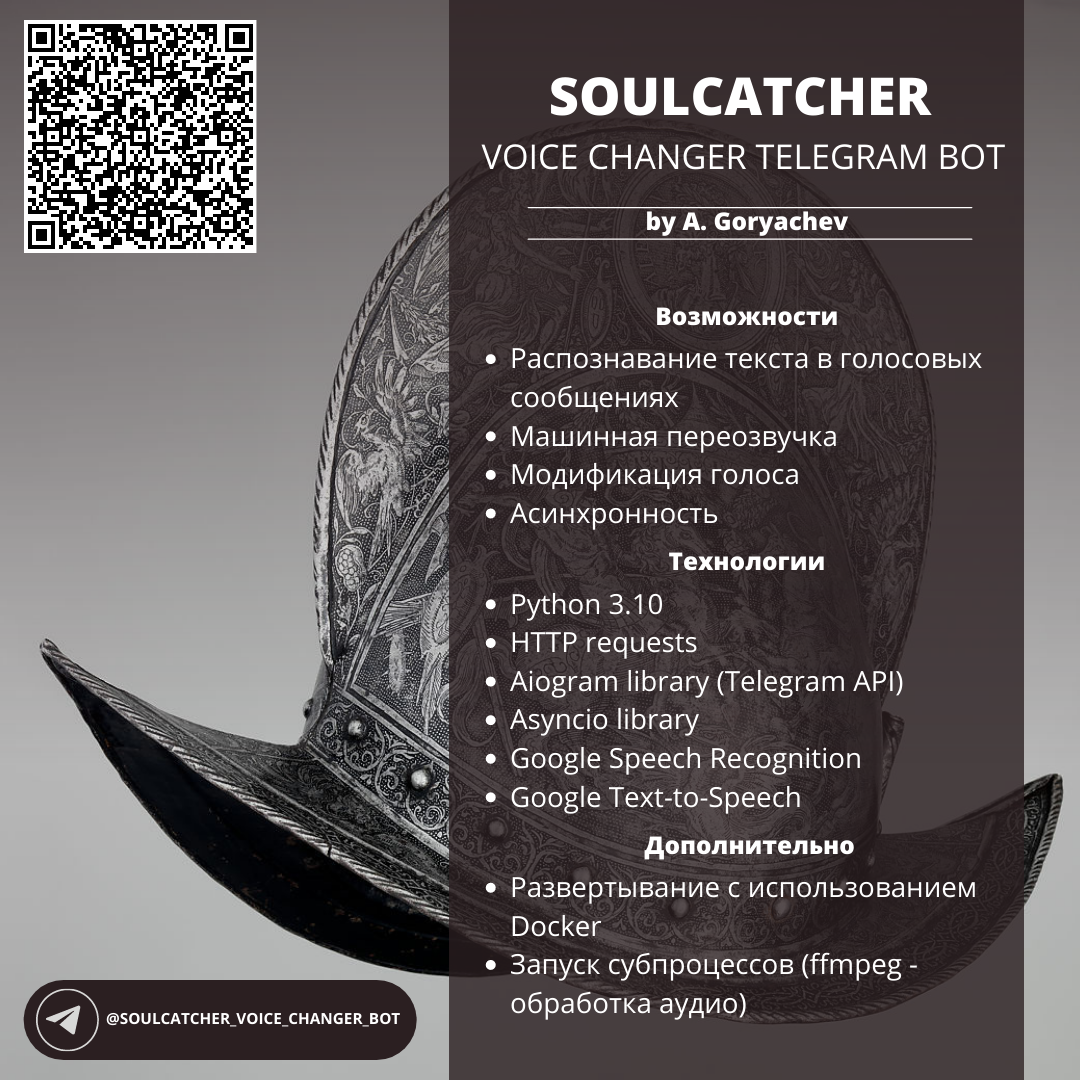 SOULCATCHER
VOICE CHANGER TELEGRAM BOT
by A. Goryachev
Возможности
• Распознавание текста в голосовых
сообщениях
• Машинная переозвучка
• Модификация голоса
• Асинхронность
Технологии
• Python 3.10
• HTTP requests
• Aiogram library (Telegram API)
• Asyncio library
• Google Speech Recognition
• Google Text-to-Speech
Дополнительно
• Развертывание с использованием
Docker
• Запуск субпроцессов (ffmpeg -
обработка аудио)
@SOULCATCHER_VOICE_CHANGER_BOT